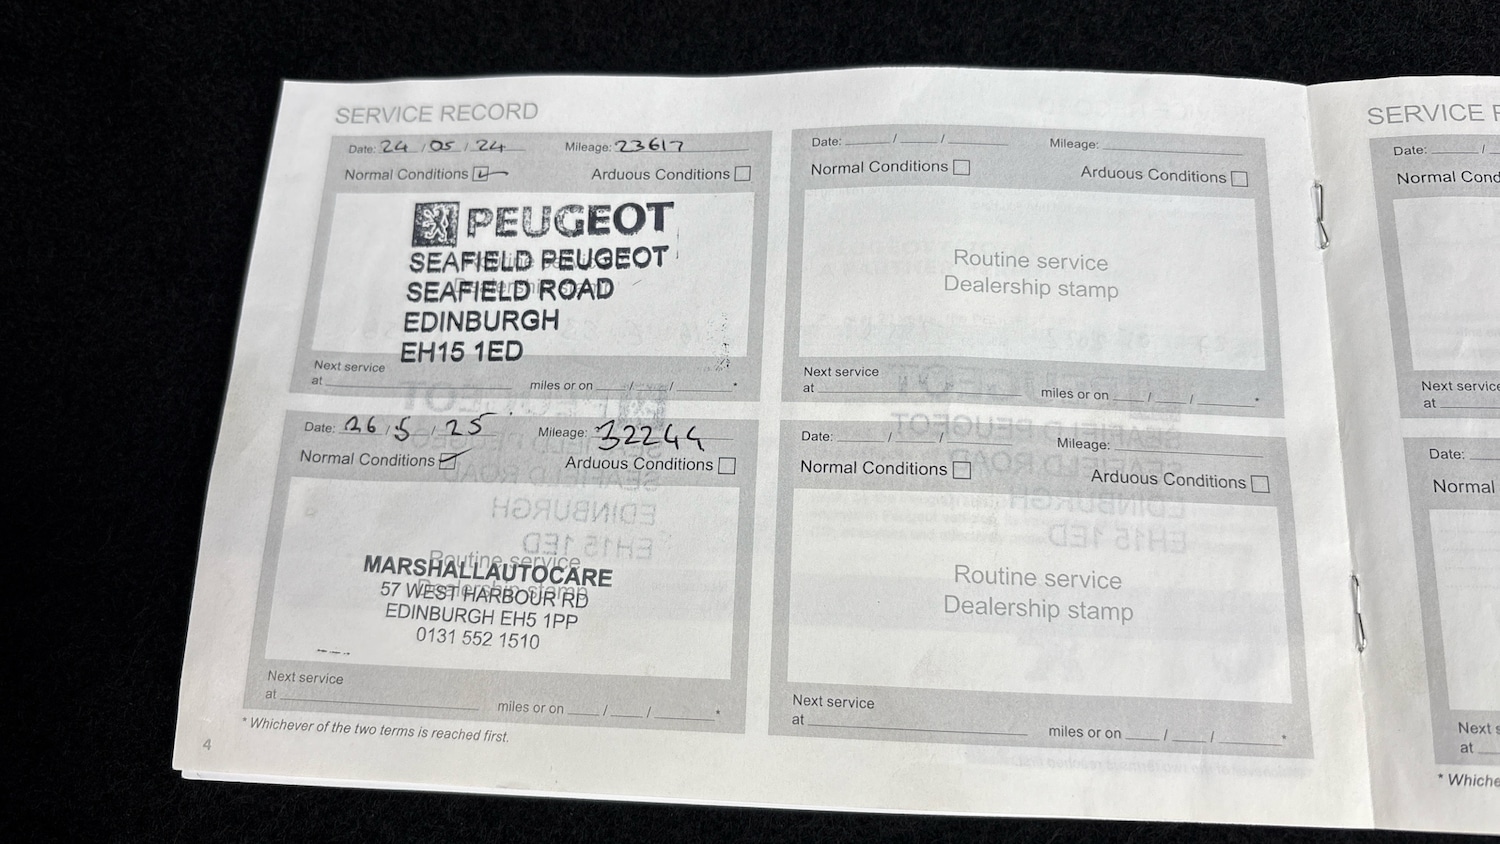 SERVICE RECORD
Date: 24 / 05 / 24 Mileage: 23617
Normal Conditions Arduous Conditions
PEUGEOT
SEAFIELD PEUGEOT
SEAFIELD ROAD
EDINBURGH
EH15 1ED
Next service
at miles or on / / *
Date: 26 / 5 / 25 Mileage: 32244
Normal Conditions Arduous Conditions
Routine service
Dealership stamp
MARSHALLAUTOCARE
57 WEST HARBOUR RD
EDINBURGH EH5 1PP
0131 552 1510
Next service
at miles or on / / *
* Whichever of the two terms is reached first.
4
Date: / / Mileage:
Normal Conditions Arduous Conditions
Routine service
Dealership stamp
Next service
at miles or on / / *
Date: / / Mileage:
Normal Conditions Arduous Conditions
Routine service
Dealership stamp
Next service
at miles or on / / *
SERVICE
Date: /
Normal Cond
Next service
at
Date:
Normal
Next s
at
* Whiche